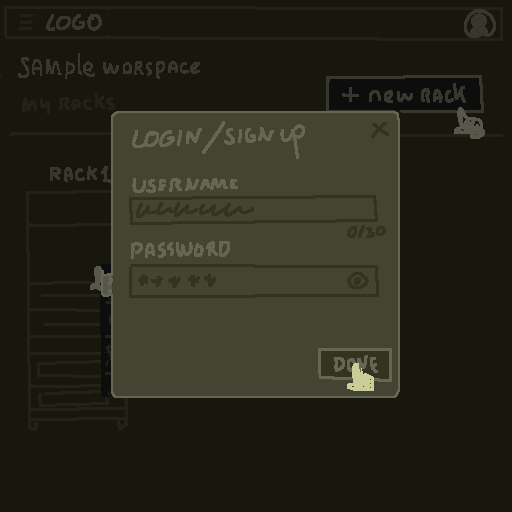 LOGO
SAMple worspace
My Racks
+ new RACK
RACK1
LOGIN/SIGN UP
X
USERNAME
0/30
PASSWORD
*****
DONE